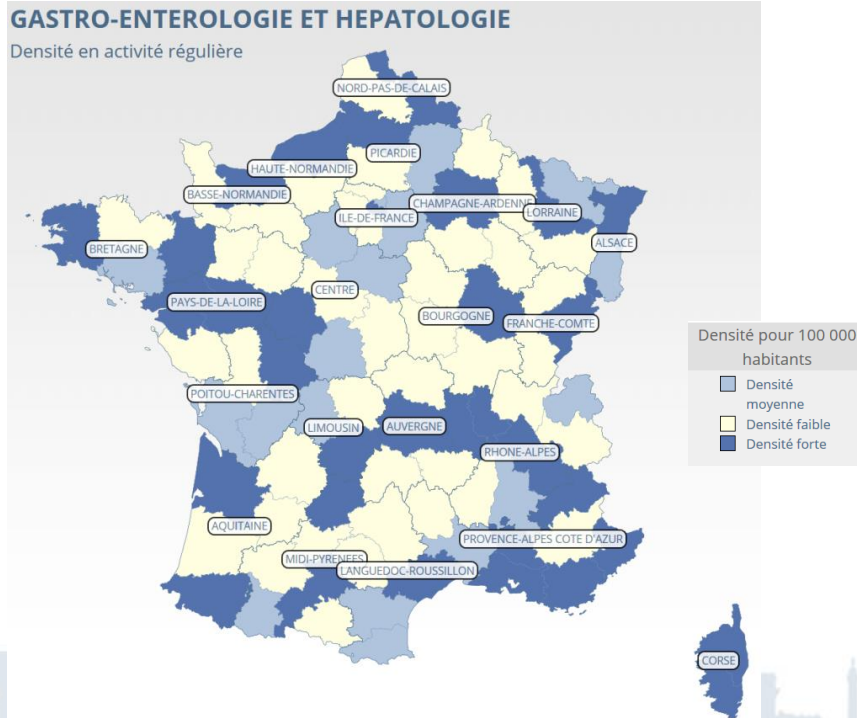 GASTRO-ENTEROLOGIE ET HEPATOLOGIE
Densité en activité régulière
NORD-PAS-DE-CALAIS
PICARDIE
HAUTE-NORMANDIE
BASSE-NORMANDIE
CHAMPAGNE-ARDENNE
ILE-DE-FRANCE
LORRAINE
ALSACE
BRETAGNE
CENTRE
PAYS-DE-LA-LOIRE
BOURGOGNE
FRANCHE-COMTE
Densité pour 100 000
habitants
Densité
moyenne
Densité faible
Densité forte
POITOU-CHARENTES
LIMOUSIN
AUVERGNE
RHONE-ALPES
AQUITAINE
PROVENCE-ALPES COTE D'AZUR
MIDI-PYRENEES
LANGUEDOC-ROUSSILLON
CORSE